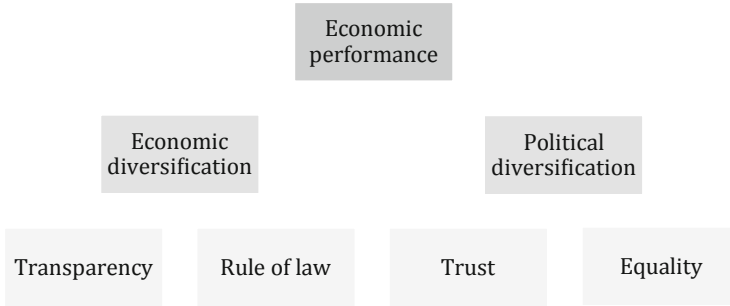 Economic
performance
Economic
diversification
Political
diversification
Transparency
Rule of law
Trust
Equality